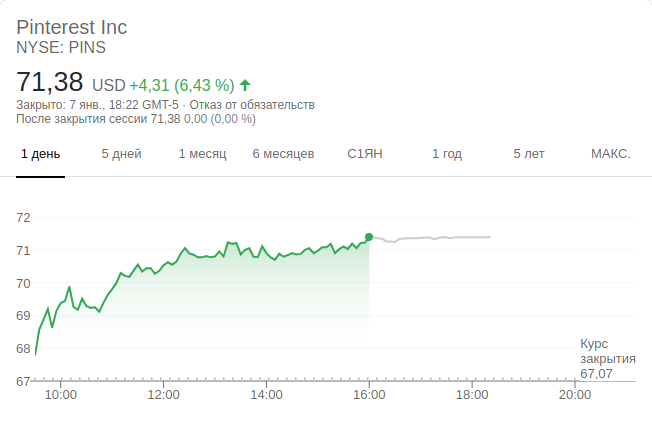 Pinterest Inc
NYSE: PINS
71,38 USD +4,31 (6,43 %)
Закрыто: 7 янв., 18:22 GMT-5 · Отказ от обязательств
После закрытия сессии 71,38 0,00 (0,00 %)
1 день 5 дней 1 месяц 6 месяцев С1ЯН 1 год 5 лет МАКС.
72
71
70
69
68
Курс
закрытия
67,07
67
10:00 12:00 14:00 16:00 18:00 20:00